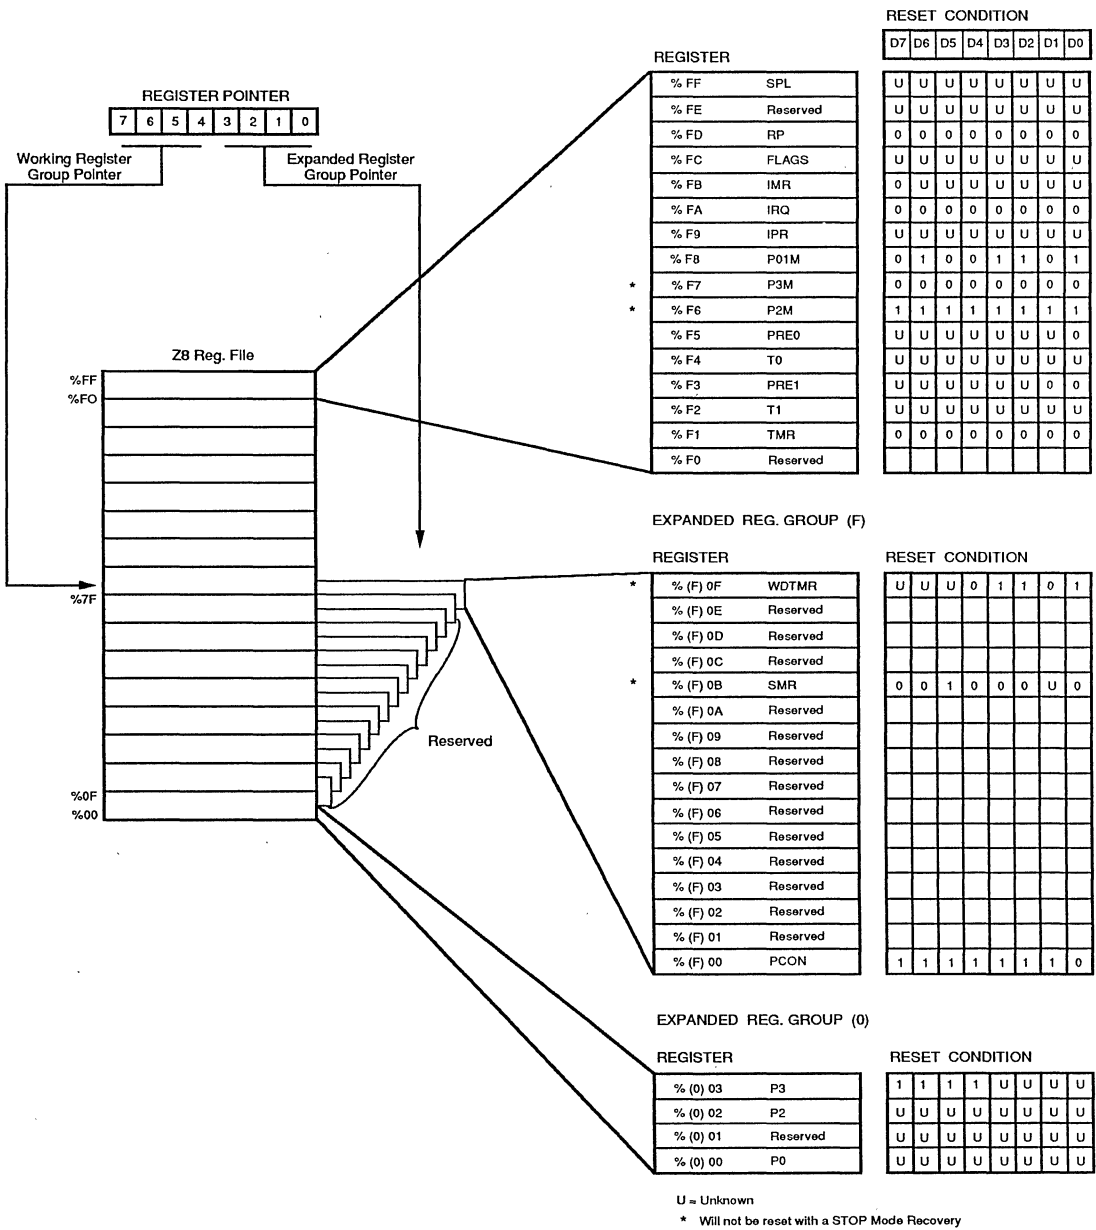 REGISTER POINTER
7 6 5 4 3 2 1 0
Working Register
Group Pointer
Expanded Register
Group Pointer
Z8 Reg. File
%FF
%FO
%7F
%0F
%00
Reserved
RESET CONDITION
D7 D6 D5 D4 D3 D2 D1 D0
REGISTER
% FF SPL U U U U U U U U
% FE Reserved U U U U U U U U
% FD RP 0 0 0 0 0 0 0 0
% FC FLAGS U U U U U U U U
% FB IMR 0 U U U U U U U
% FA IRQ 0 0 0 0 0 0 0 0
% F9 IPR U U U U U U U U
% F8 P01M 0 1 0 0 1 1 0 1
* % F7 P3M 0 0 0 0 0 0 0 0
* % F6 P2M 1 1 1 1 1 1 1 1
% F5 PRE0 U U U U U U U 0
% F4 T0 U U U U U U U U
% F3 PRE1 U U U U U U 0 0
% F2 T1 U U U U U U U U
% F1 TMR 0 0 0 0 0 0 0 0
% F0 Reserved
EXPANDED REG. GROUP (F)
REGISTER RESET CONDITION
* % (F) 0F WDTMR U U U 0 1 1 0 1
% (F) 0E Reserved
% (F) 0D Reserved
% (F) 0C Reserved
* % (F) 0B SMR 0 0 1 0 0 0 U 0
% (F) 0A Reserved
% (F) 09 Reserved
% (F) 08 Reserved
% (F) 07 Reserved
% (F) 06 Reserved
% (F) 05 Reserved
% (F) 04 Reserved
% (F) 03 Reserved
% (F) 02 Reserved
% (F) 01 Reserved
% (F) 00 PCON 1 1 1 1 1 1 1 0
EXPANDED REG. GROUP (0)
REGISTER RESET CONDITION
% (0) 03 P3 1 1 1 1 U U U U
% (0) 02 P2 U U U U U U U U
% (0) 01 Reserved U U U U U U U U
% (0) 00 P0 U U U U U U U U
U = Unknown
* Will not be reset with a STOP Mode Recovery